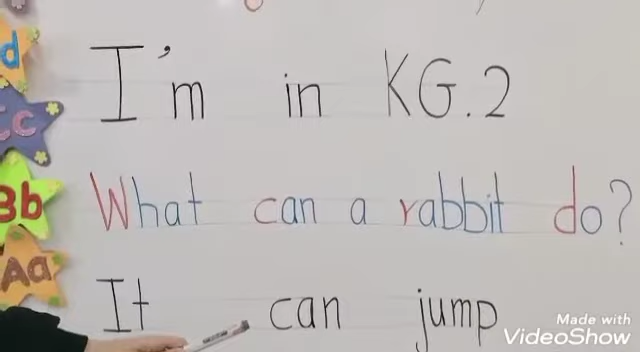 I'm in KG.2
What can a rabbit do?
It can jump
d
Cc
Bb
Aa
Made with
VideoShow